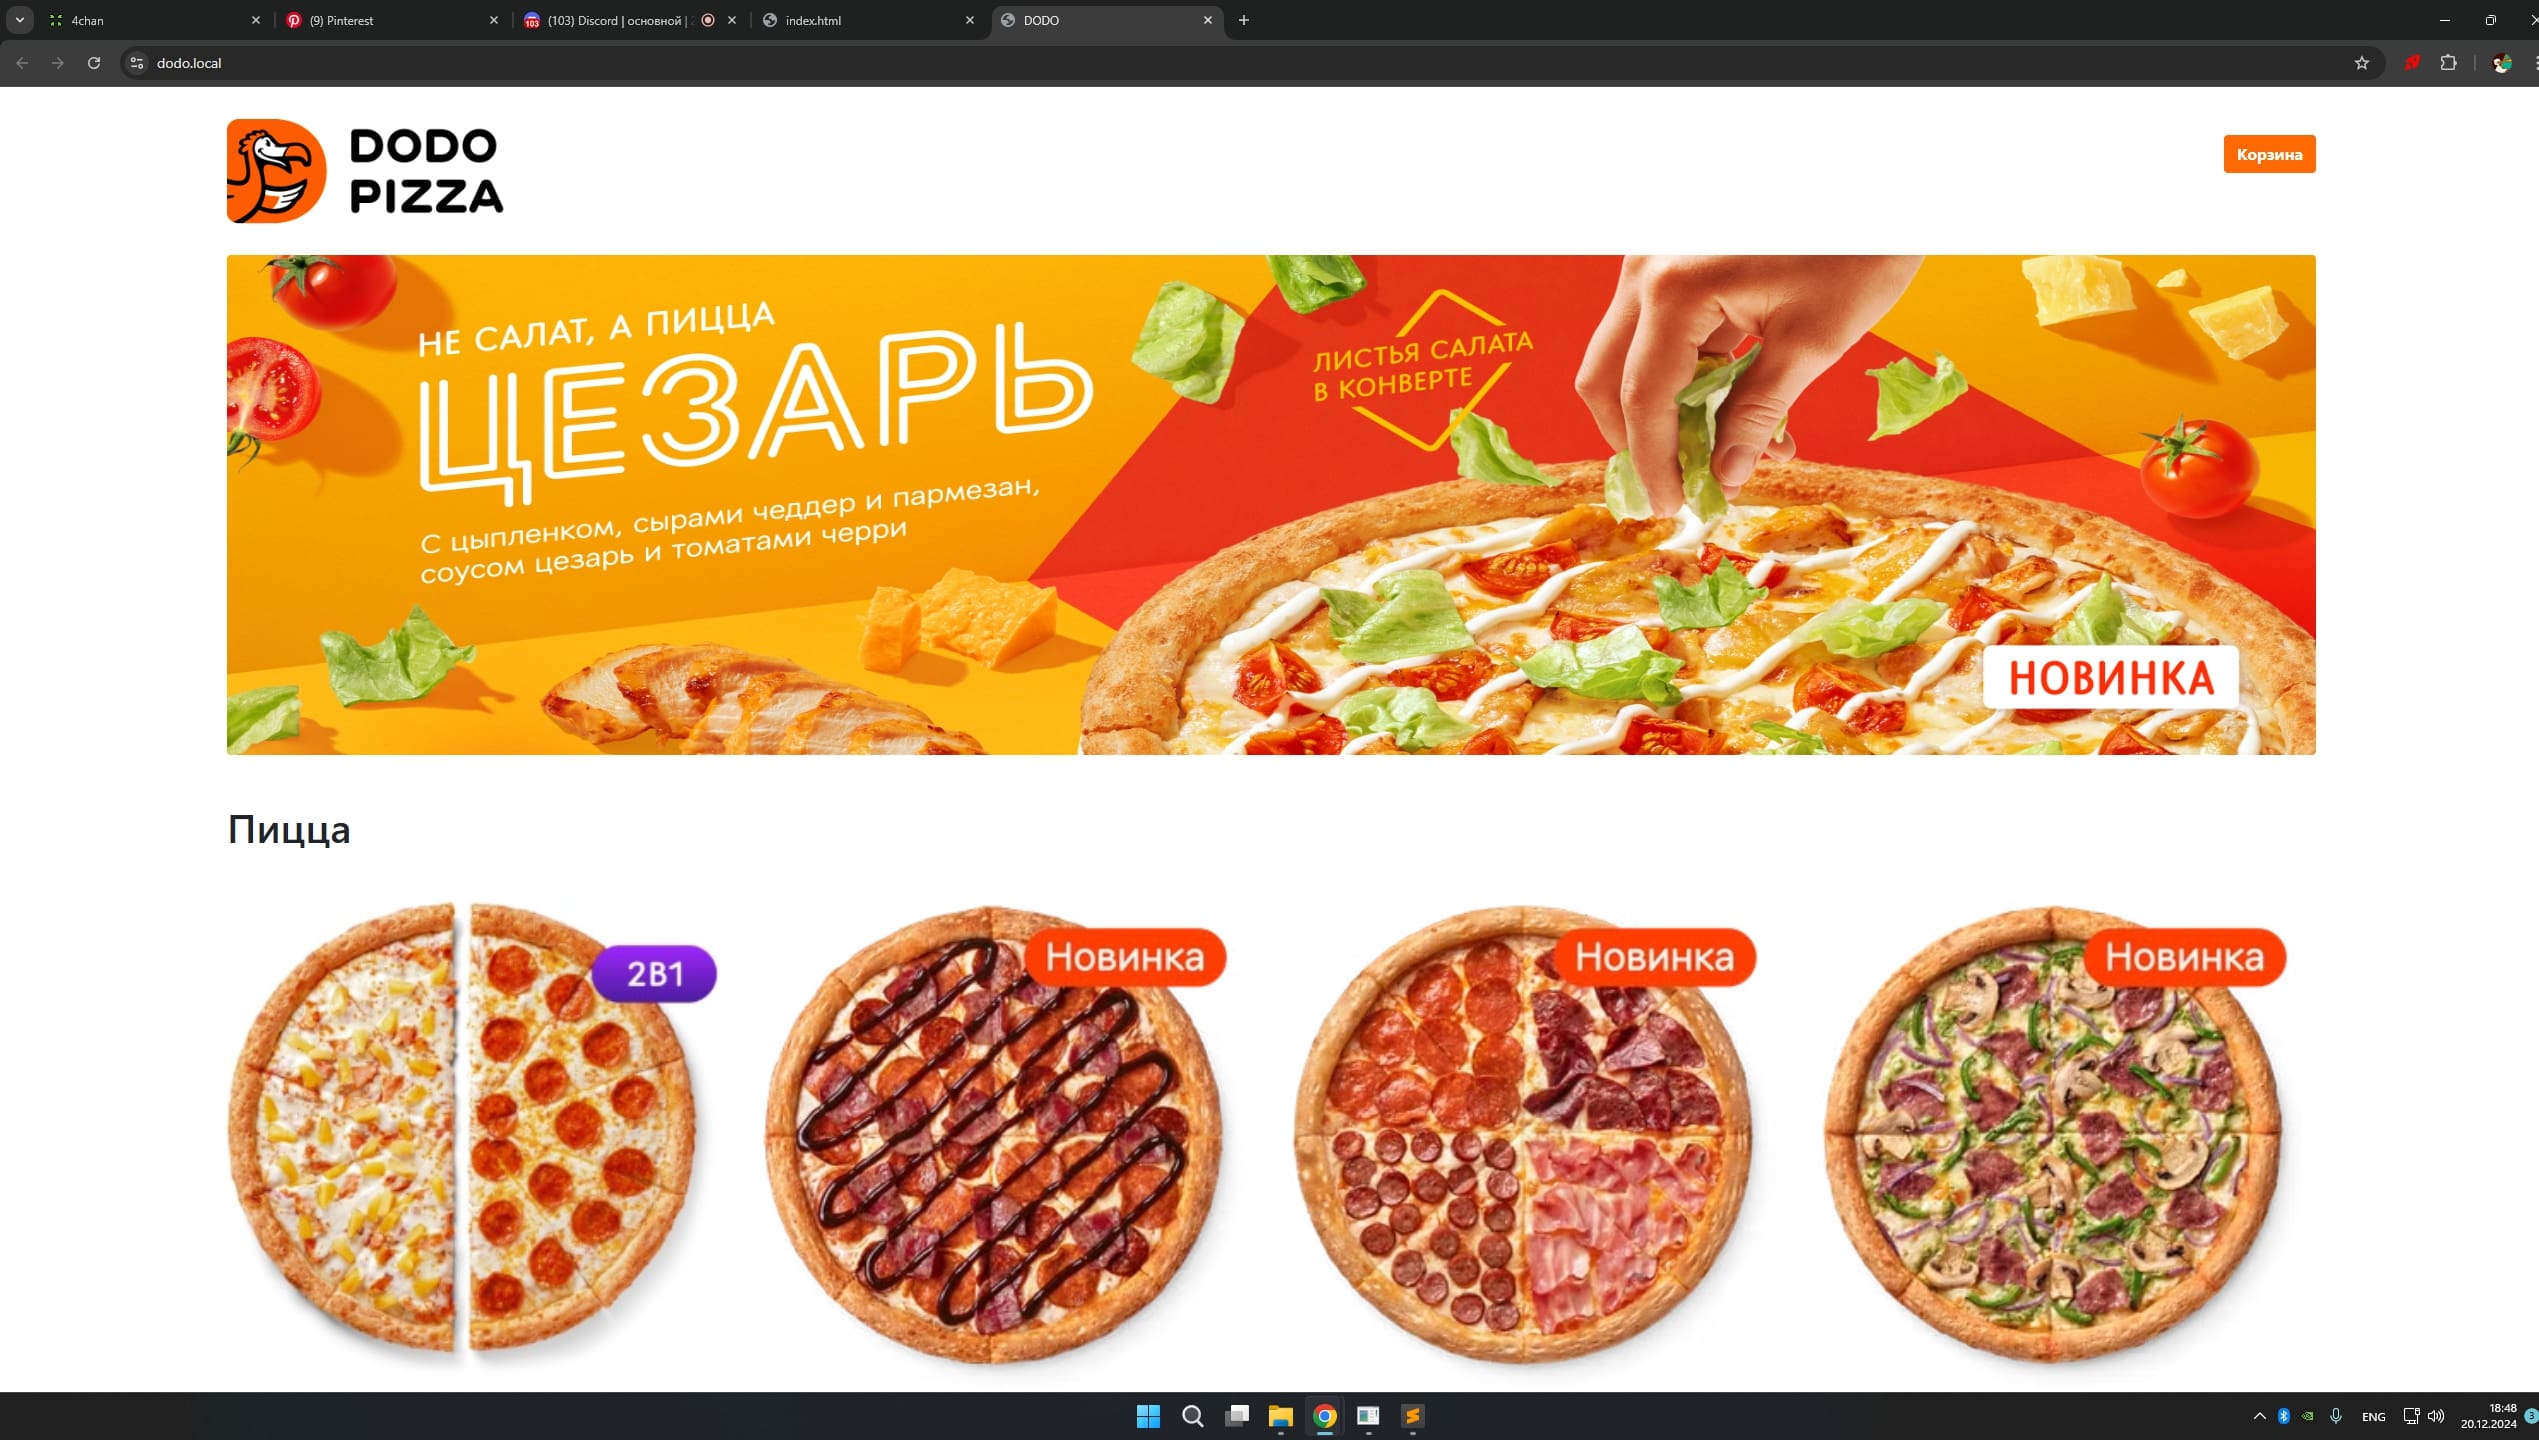 4chan
(9) Pinterest
(103) Discord | основной |
index.html
DODO
dodo.local
DODO
PIZZA
Корзина
НЕ САЛАТ, А ПИЦЦА
ЦЕЗАРЬ
С цыпленком, сырами чеддер и пармезан,
соусом цезарь и томатами черри
ЛИСТЬЯ САЛАТА
В КОНВЕРТЕ
НОВИНКА
Пицца
2В1
Новинка
Новинка
Новинка
ENG
18:48
20.12.2024
3